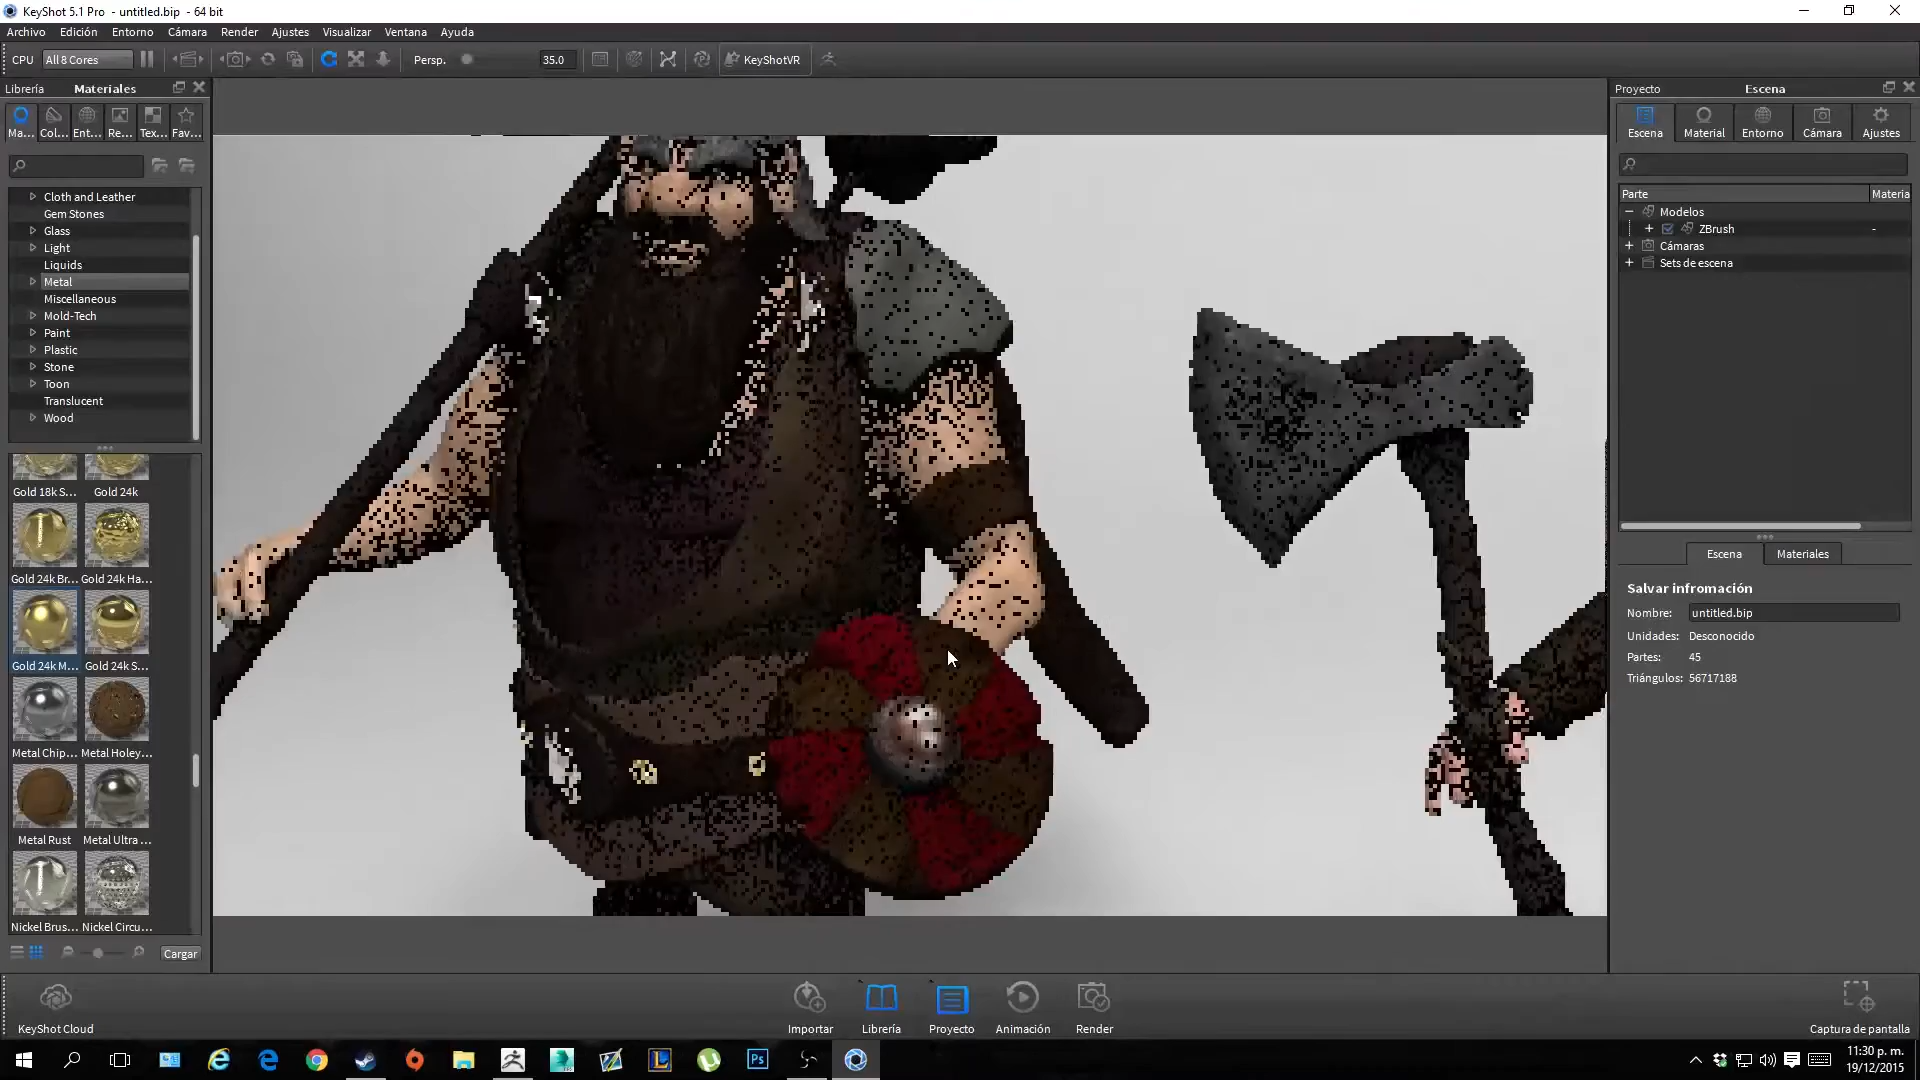 KeyShot 5.1 Pro - untitled.bip - 64 bit
Archivo Edición Entorno Cámara Render Ajustes Visualizar Ventana Ayuda
CPU All 8 Cores Persp. 35.0 KeyShotVR
Librería Materiales
Ma... Col... Ent... Re... Tex... Fav...
Cloth and Leather
Gem Stones
Glass
Light
Liquids
Metal
Miscellaneous
Mold-Tech
Paint
Plastic
Stone
Toon
Translucent
Wood
Gold 18k S... Gold 24k
Gold 24k Br... Gold 24k Ha...
Gold 24k M... Gold 24k S...
Metal Chip... Metal Holey...
Metal Rust Metal Ultra ...
Nickel Brus... Nickel Circu...
Cargar
Proyecto Escena
Escena Material Entorno Cámara Ajustes
Parte Materia
Modelos
ZBrush -
Cámaras
Sets de escena
Escena Materiales
Salvar infromación
Nombre: untitled.bip
Unidades: Desconocido
Partes: 45
Triángulos: 56717188
KeyShot Cloud Importar Librería Proyecto Animación Render Captura de pantalla
Ps
11:30 p. m.
19/12/2015